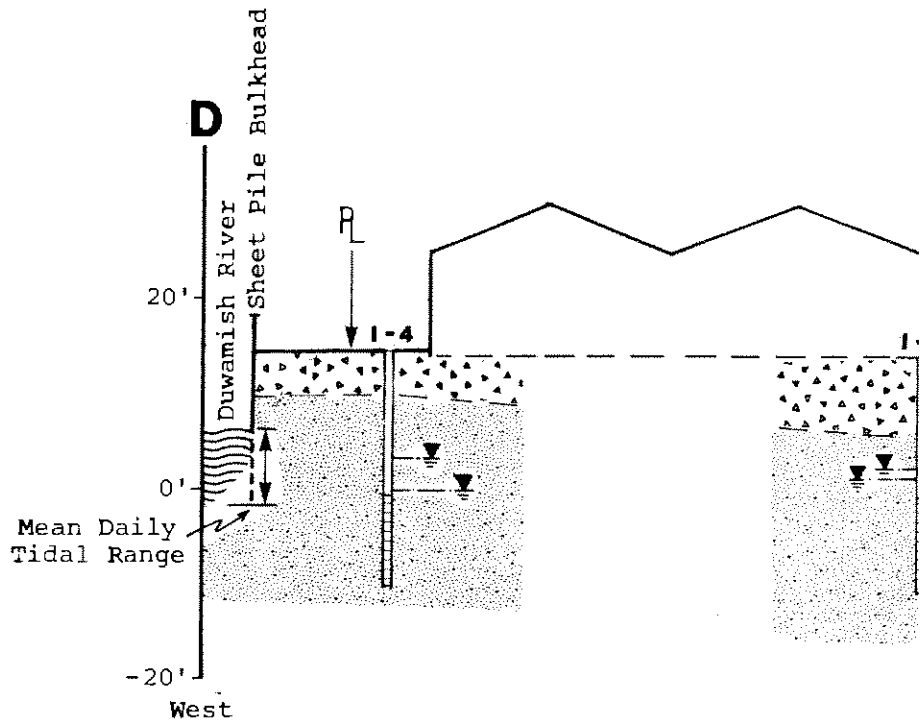 D
Duwamish River
Sheet Pile Bulkhead
PL
20'
I-4
I-
0'
Mean Daily
Tidal Range
-20'
West